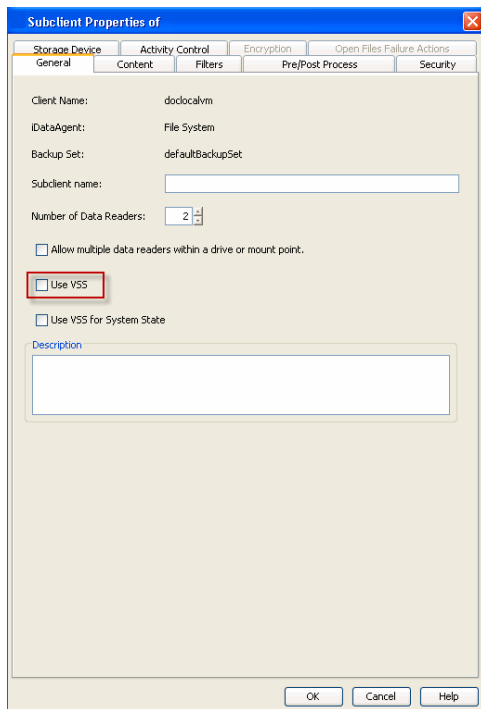 Subclient Properties of
Storage Device Activity Control Encryption Open Files Failure Actions
General Content Filters Pre/Post Process Security
Client Name: doclocalvm
iDataAgent: File System
Backup Set: defaultBackupSet
Subclient name:
Number of Data Readers: 2
Allow multiple data readers within a drive or mount point.
Use VSS
Use VSS for System State
Description
OK Cancel Help